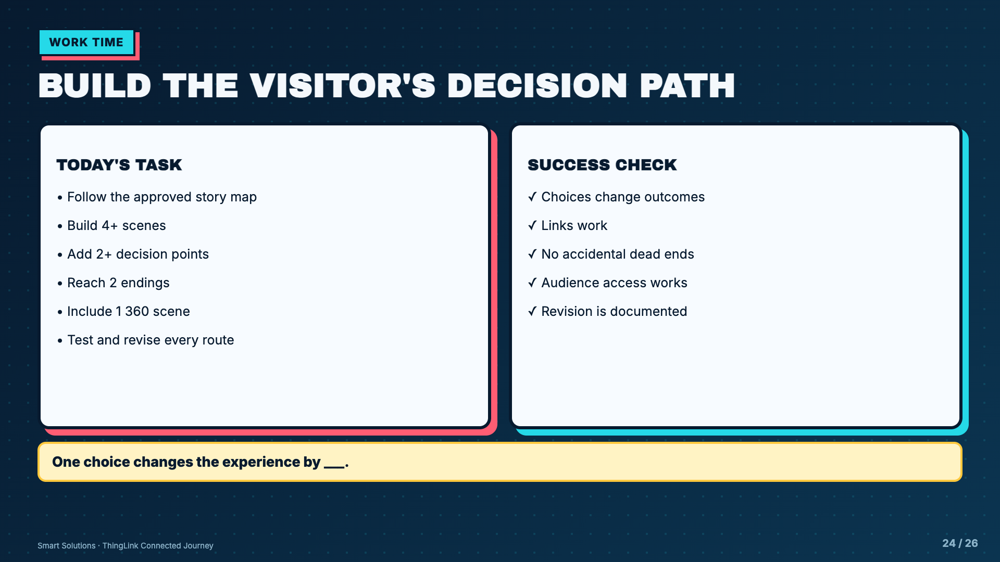 WORK TIME
BUILD THE VISITOR'S DECISION PATH
TODAY'S TASK
• Follow the approved story map
• Build 4+ scenes
• Add 2+ decision points
• Reach 2 endings
• Include 1 360 scene
• Test and revise every route
SUCCESS CHECK
✓ Choices change outcomes
✓ Links work
✓ No accidental dead ends
✓ Audience access works
✓ Revision is documented
One choice changes the experience by ___.
Smart Solutions · ThingLink Connected Journey
24 / 26